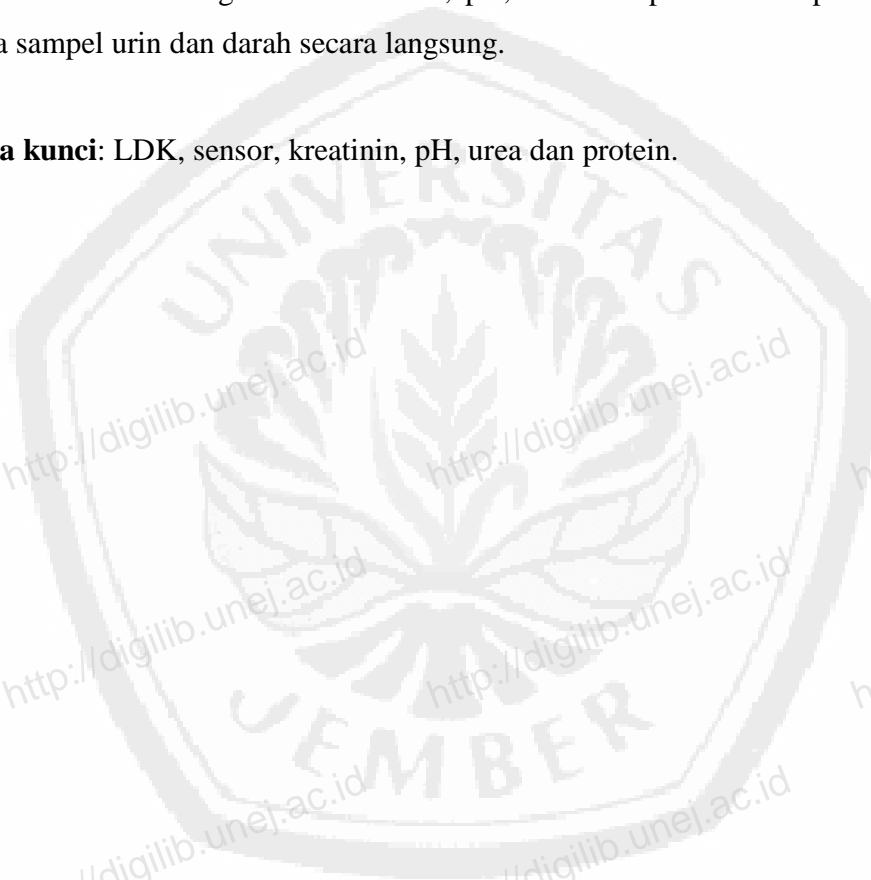 a sampel urin dan darah secara langsung.
a kunci: LDK, sensor, kreatinin, pH, urea dan protein.
UNIVERSITAS
http://digilib.unej.ac.id
http://digilib.unej.ac.id
http://digilib.unej.ac.id
http://digilib.unej.ac.id
JEMBER
//digilib.unej.ac.id
//digilib.unej.ac.id